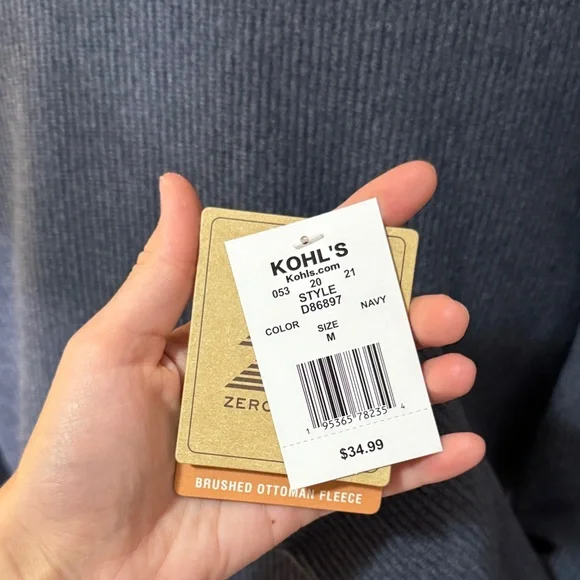 KOHL'S
Kohls.com
053 20 21
STYLE
D86897
COLOR NAVY
SIZE
M
1 95365 78235 4
$34.99
BRUSHED OTTOMAN FLEECE